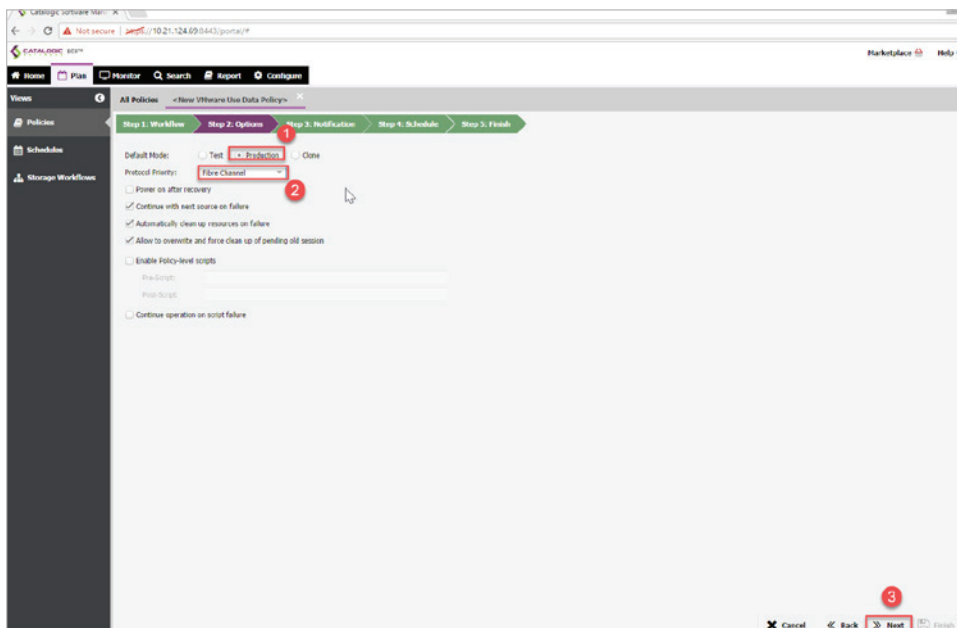 Catalogic Software Man
Not secure | https://10.21.124.69:8443/portal/#
CATALOGIC ECX™
Marketplace Help
Home Plan Monitor Search Report Configure
Views All Policies <New VMware Use Data Policy>
Policies
Step 1: Workflow Step 2: Options Step 3: Notification Step 4: Schedule Step 5: Finish
1
Schedules
Default Mode: Test Production Clone
Storage Workflows
Protocol Priority: Fibre Channel
2
Power on after recovery
Continue with next source on failure
Automatically clean up resources on failure
Allow to overwrite and force clean up of pending old session
Enable Policy-level scripts
Pre-Script:
Post-Script:
Continue operation on script failure
3
Cancel Back Next Finish